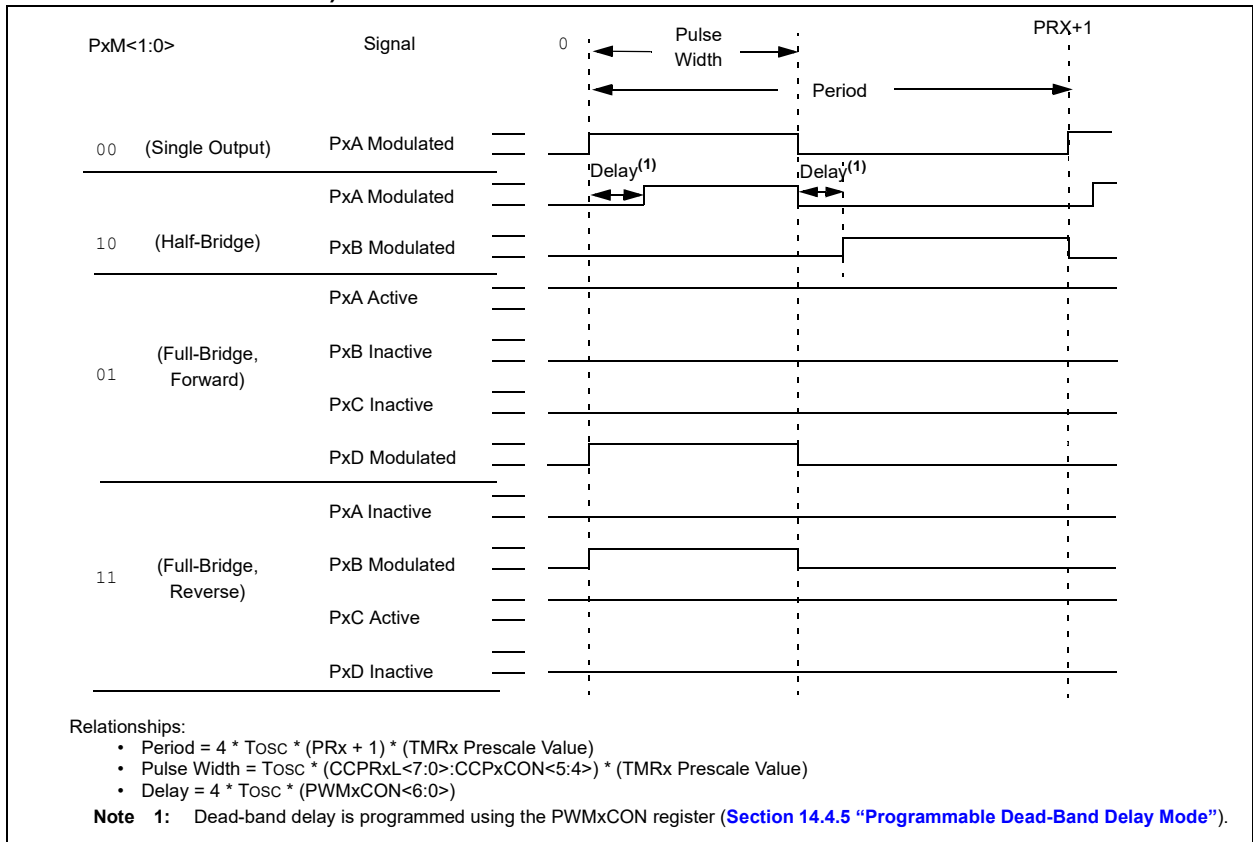 PxM<1:0> Signal 0 Pulse Width PRX+1
Period
00 (Single Output) PxA Modulated
Delay(1) Delay(1)
PxA Modulated
10 (Half-Bridge) PxB Modulated
PxA Active
01 (Full-Bridge, Forward) PxB Inactive
PxC Inactive
PxD Modulated
PxA Inactive
11 (Full-Bridge, Reverse) PxB Modulated
PxC Active
PxD Inactive
Relationships:
• Period = 4 * TOSC * (PRx + 1) * (TMRx Prescale Value)
• Pulse Width = TOSC * (CCPRxL<7:0>:CCPxCON<5:4>) * (TMRx Prescale Value)
• Delay = 4 * TOSC * (PWMxCON<6:0>)
Note 1: Dead-band delay is programmed using the PWMxCON register (Section 14.4.5 “Programmable Dead-Band Delay Mode”).